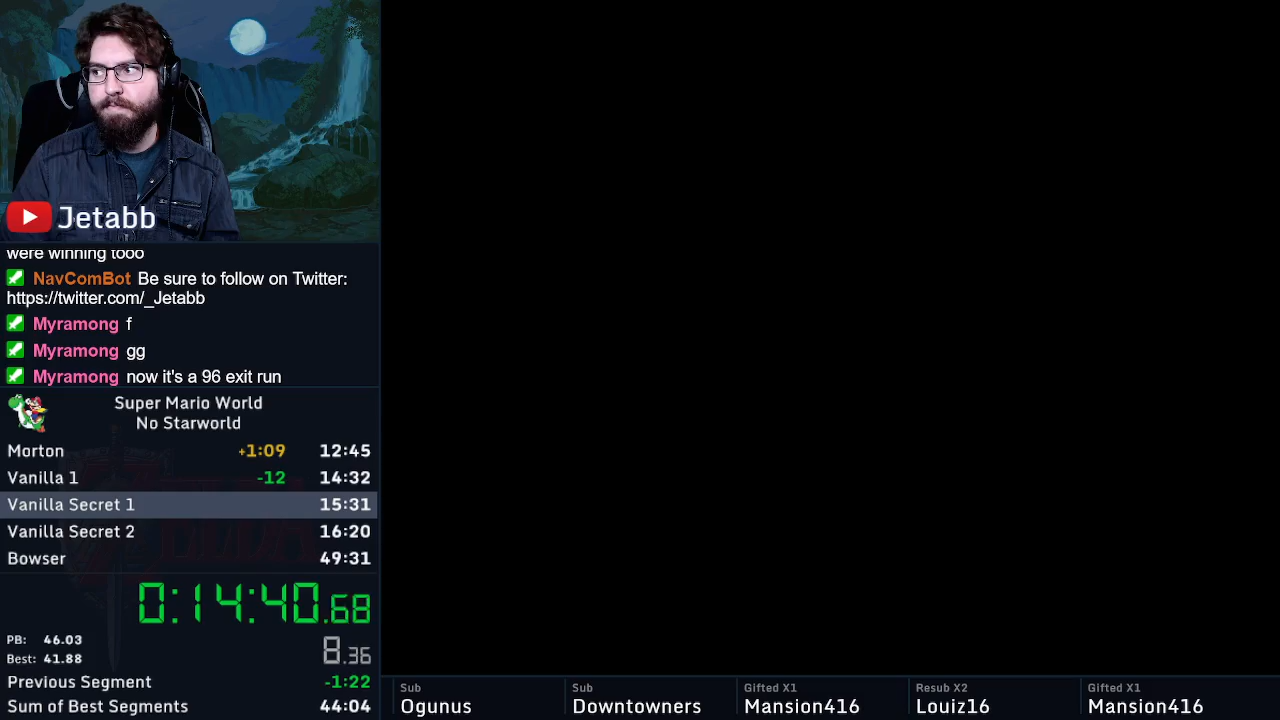 Jetabb
were winning tooo
NavComBot Be sure to follow on Twitter:
https://twitter.com/_Jetabb
Myramong f
Myramong gg
Myramong now it's a 96 exit run
Super Mario World
No Starworld
Morton +1:09 12:45
Vanilla 1 -12 14:32
Vanilla Secret 1 15:31
Vanilla Secret 2 16:20
Bowser 49:31
0:14:40.68
PB: 46.03
Best: 41.88
8.36
Previous Segment -1:22
Sum of Best Segments 44:04
Sub
Ogunus
Sub
Downtowners
Gifted X1
Mansion416
Resub X2
Louiz16
Gifted X1
Mansion416